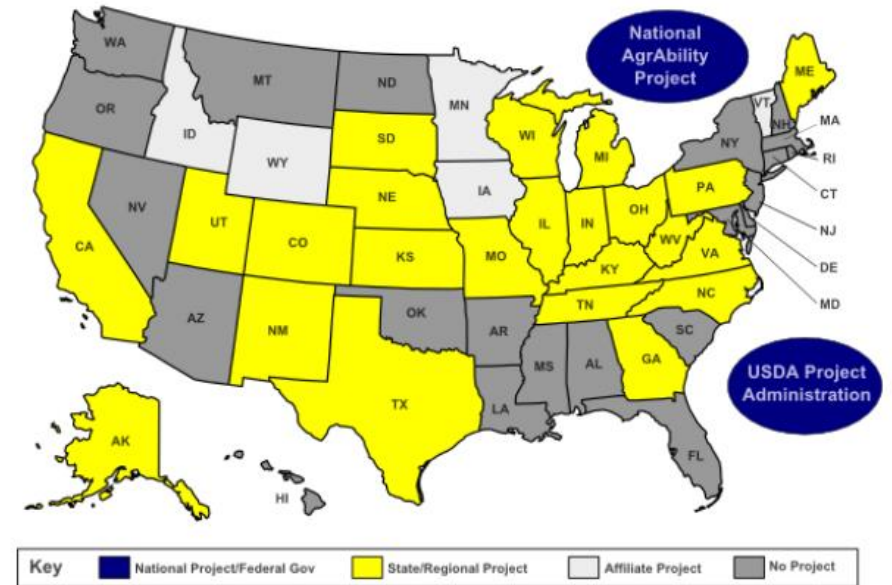 National
AgrAbility
Project
WA
MT
ND
MN
ME
VT
NH
MA
OR
ID
SD
WI
MI
NY
RI
WY
CT
IA
PA
NE
NV
UT
IL
IN
OH
NJ
CO
WV
VA
DE
CA
KS
MO
KY
MD
NC
TN
AZ
NM
OK
AR
SC
MS
AL
GA
USDA Project
Administration
TX
LA
AK
FL
HI
Key
National Project/Federal Gov
State/Regional Project
Affiliate Project
No Project